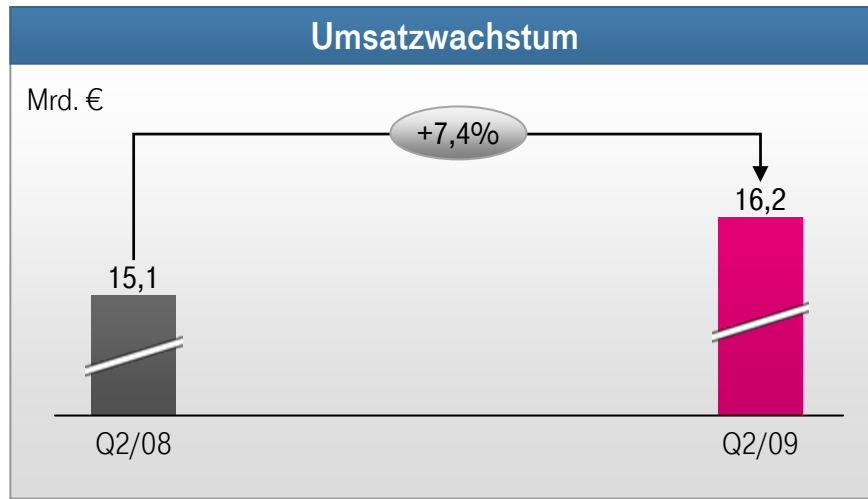 Umsatzwachstum
Mrd. €
+7,4%
16,2
15,1
Q2/08 Q2/09